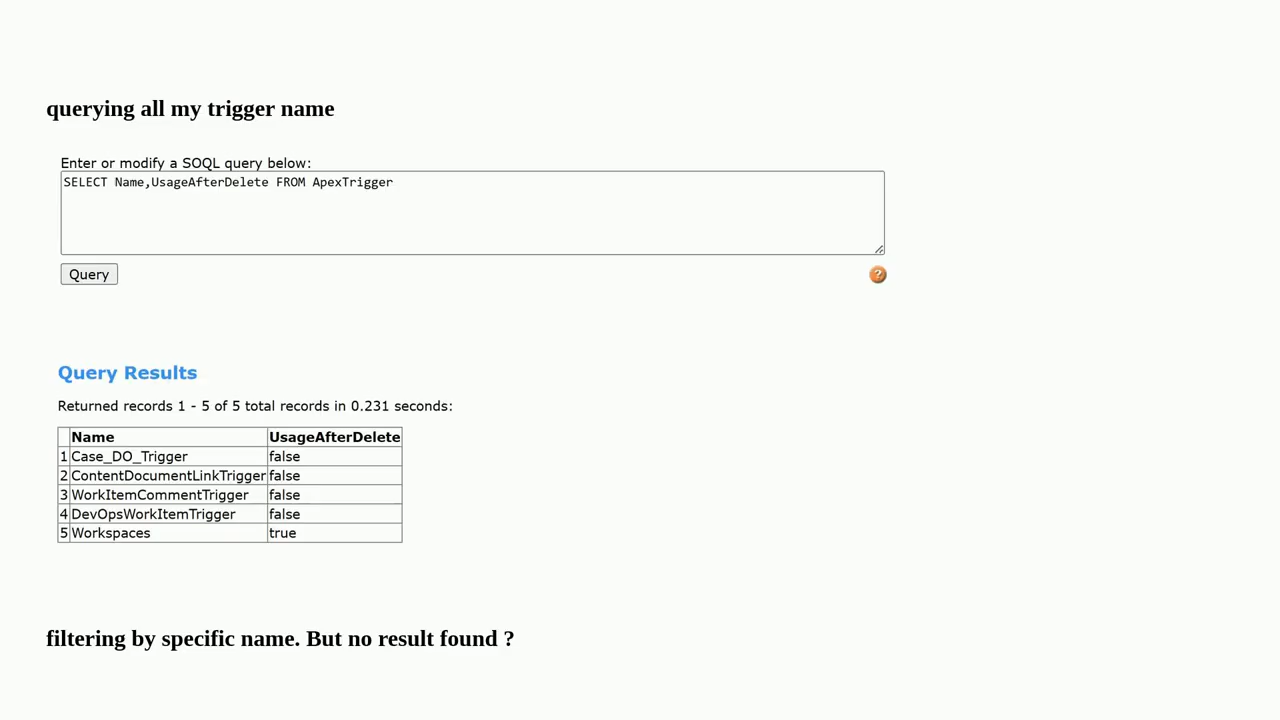 querying all my trigger name
Enter or modify a SOQL query below:
SELECT Name,UsageAfterDelete FROM ApexTrigger
Query
?
Query Results
Returned records 1 - 5 of 5 total records in 0.231 seconds:
Name UsageAfterDelete
1 Case_DO_Trigger false
2 ContentDocumentLinkTrigger false
3 WorkItemCommentTrigger false
4 DevOpsWorkItemTrigger false
5 Workspaces true
filtering by specific name. But no result found ?